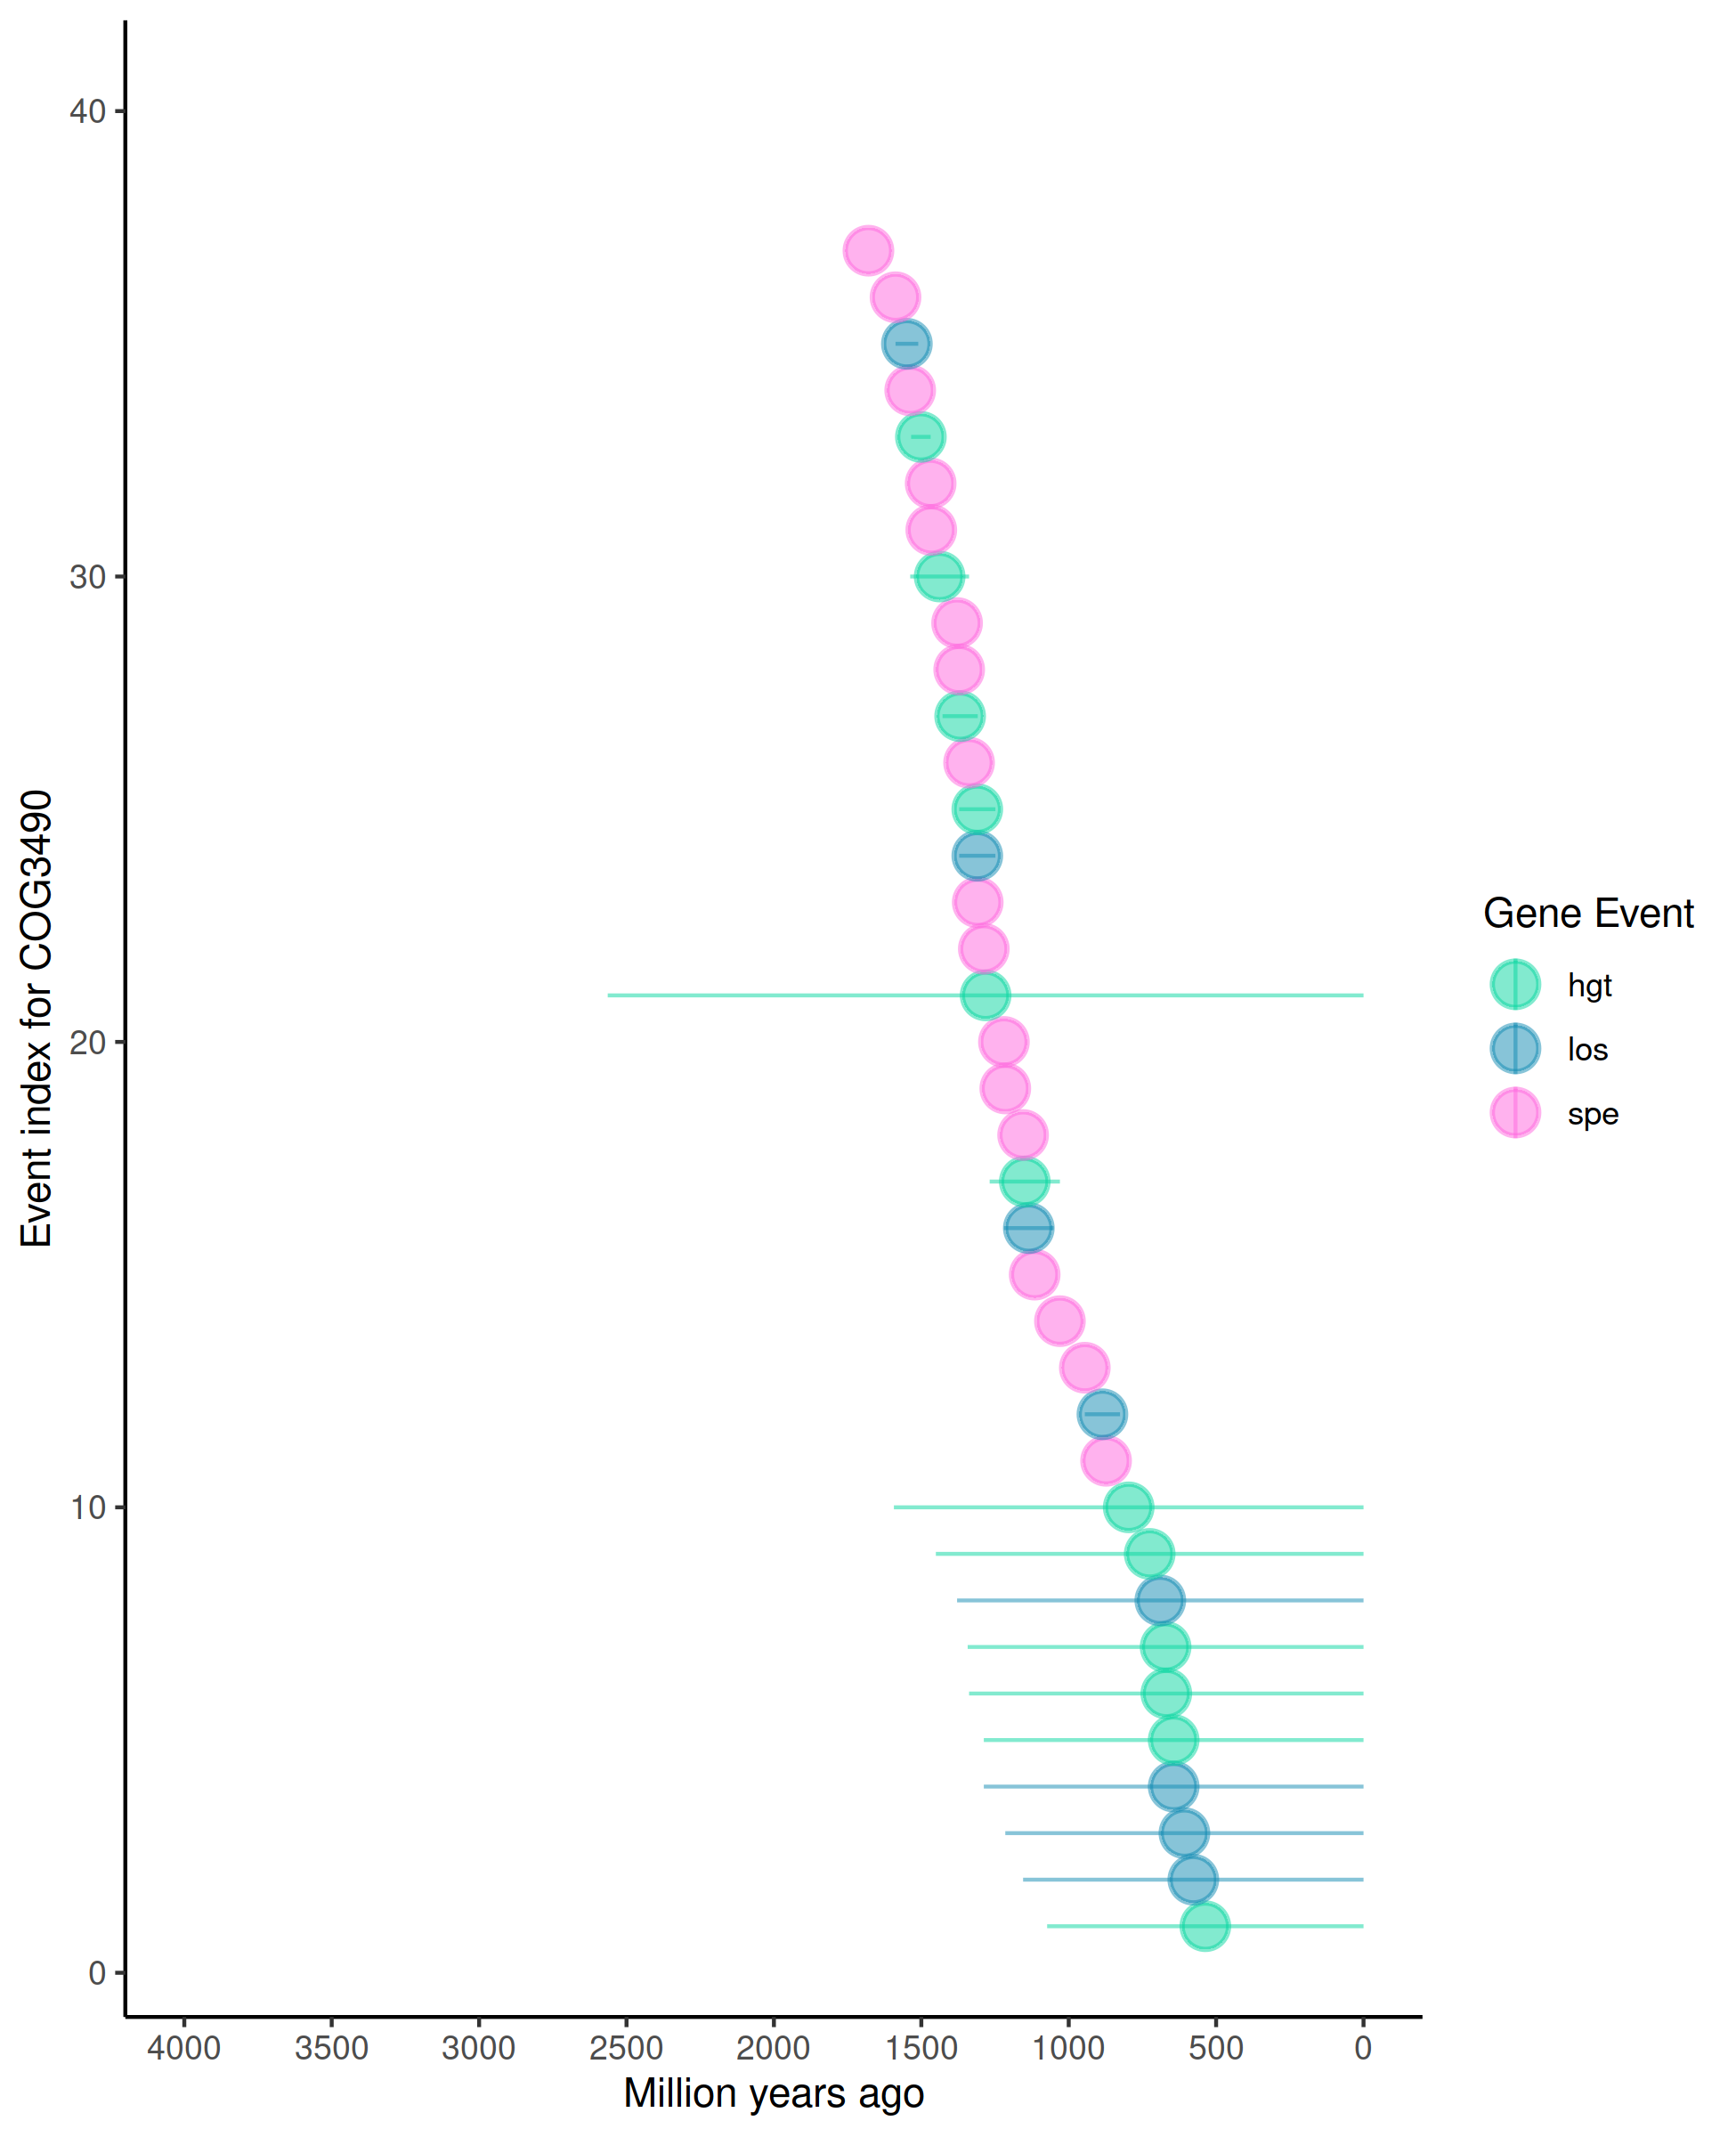 40
30
20
10
0
Event index for COG3490
4000 3500 3000 2500 2000 1500 1000 500 0
Million years ago
Gene Event
hgt
los
spe